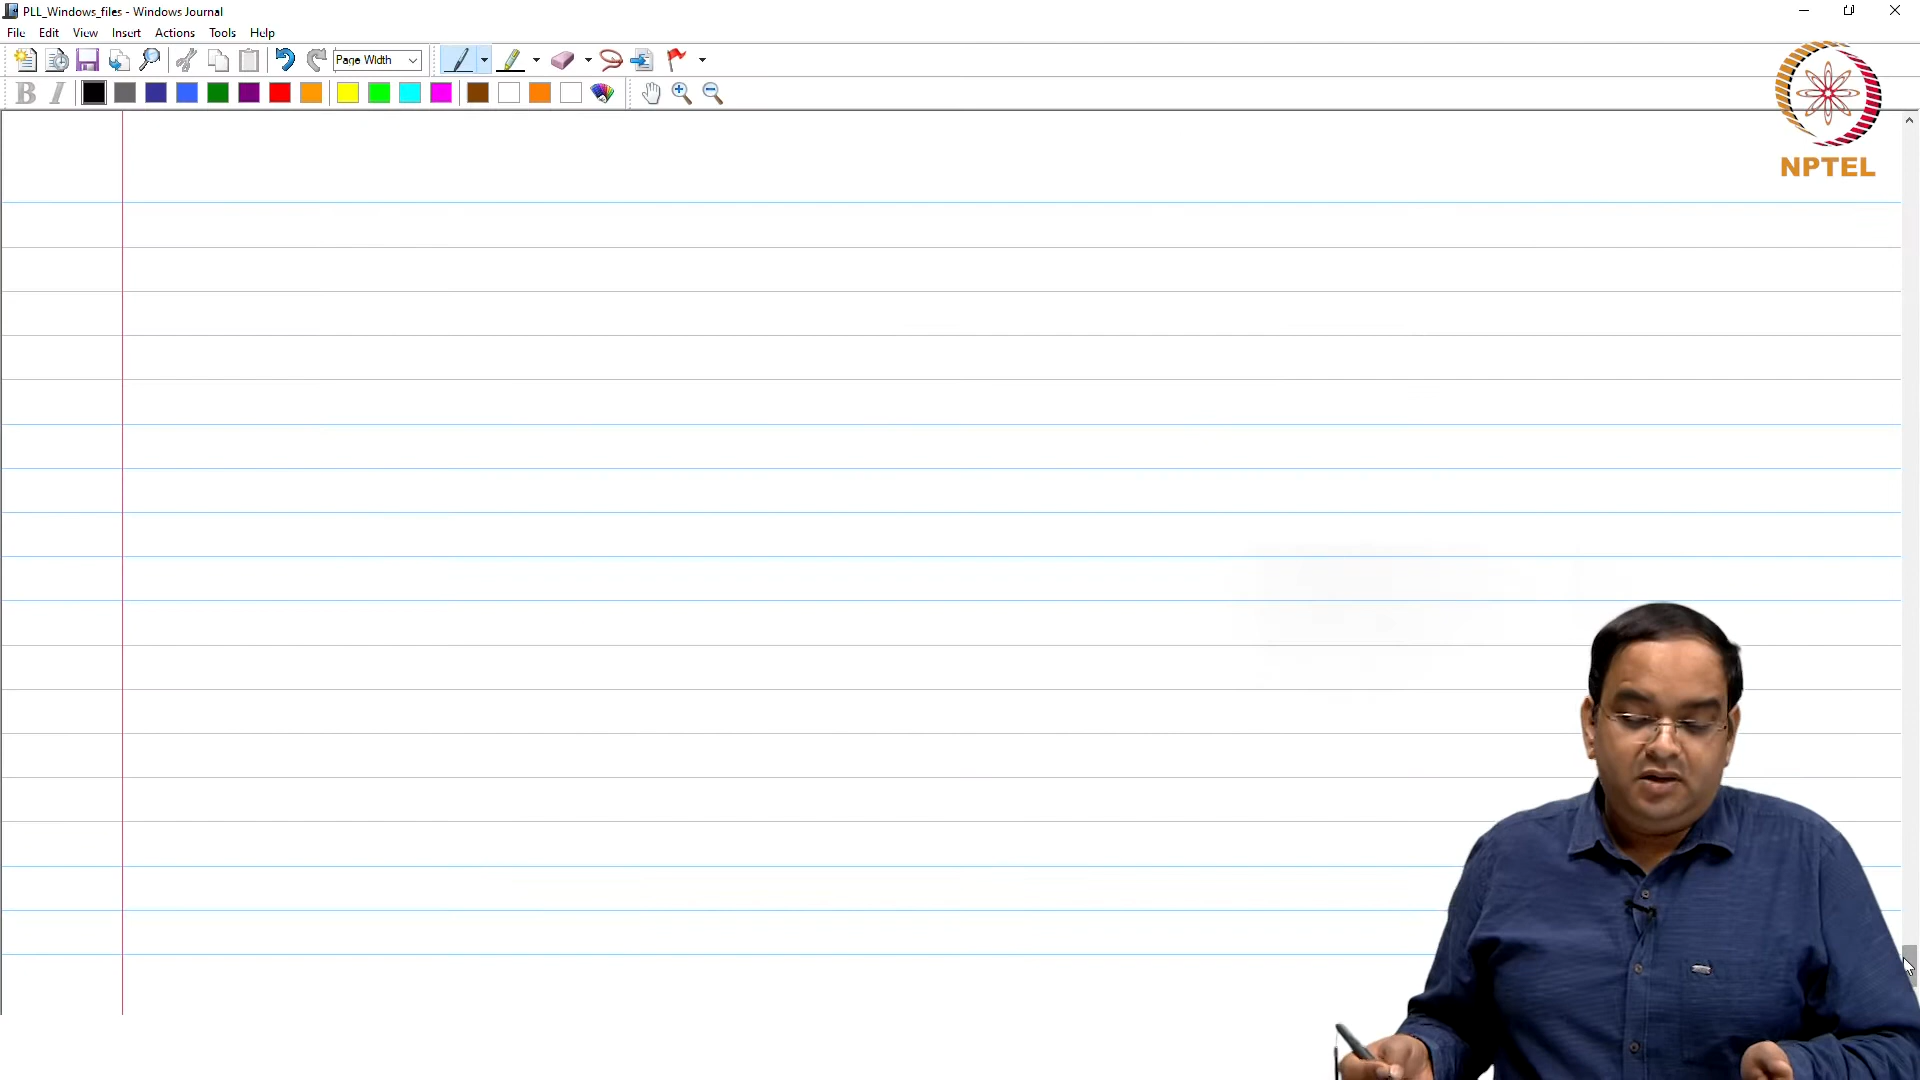 PLL_Windows_files - Windows Journal
File Edit View Insert Actions Tools Help
Page Width
B I
NPTEL